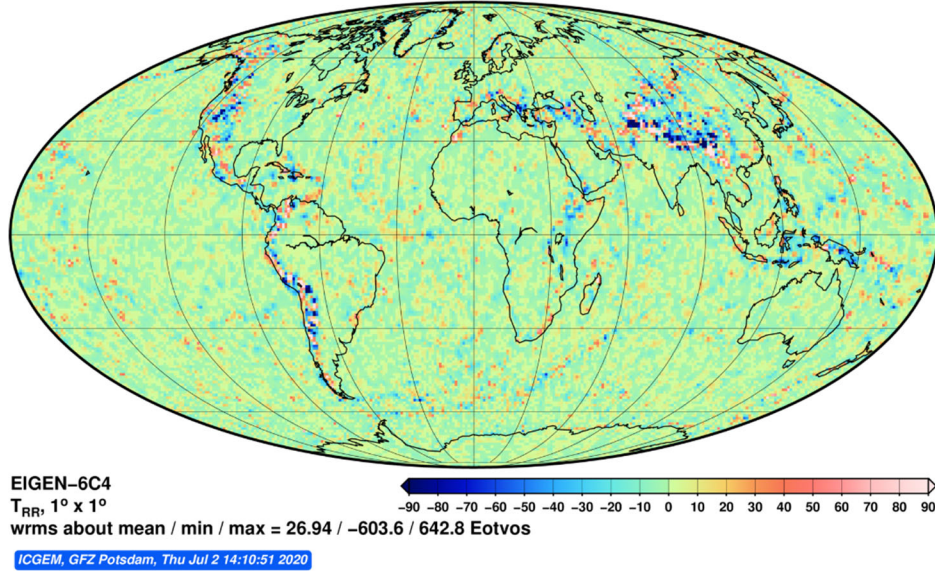 EIGEN−6C4
T_RR, 1° x 1°
wrms about mean / min / max = 26.94 / −603.6 / 642.8 Eotvos
−90 −80 −70 −60 −50 −40 −30 −20 −10 0 10 20 30 40 50 60 70 80 90
ICGEM, GFZ Potsdam, Thu Jul 2 14:10:51 2020